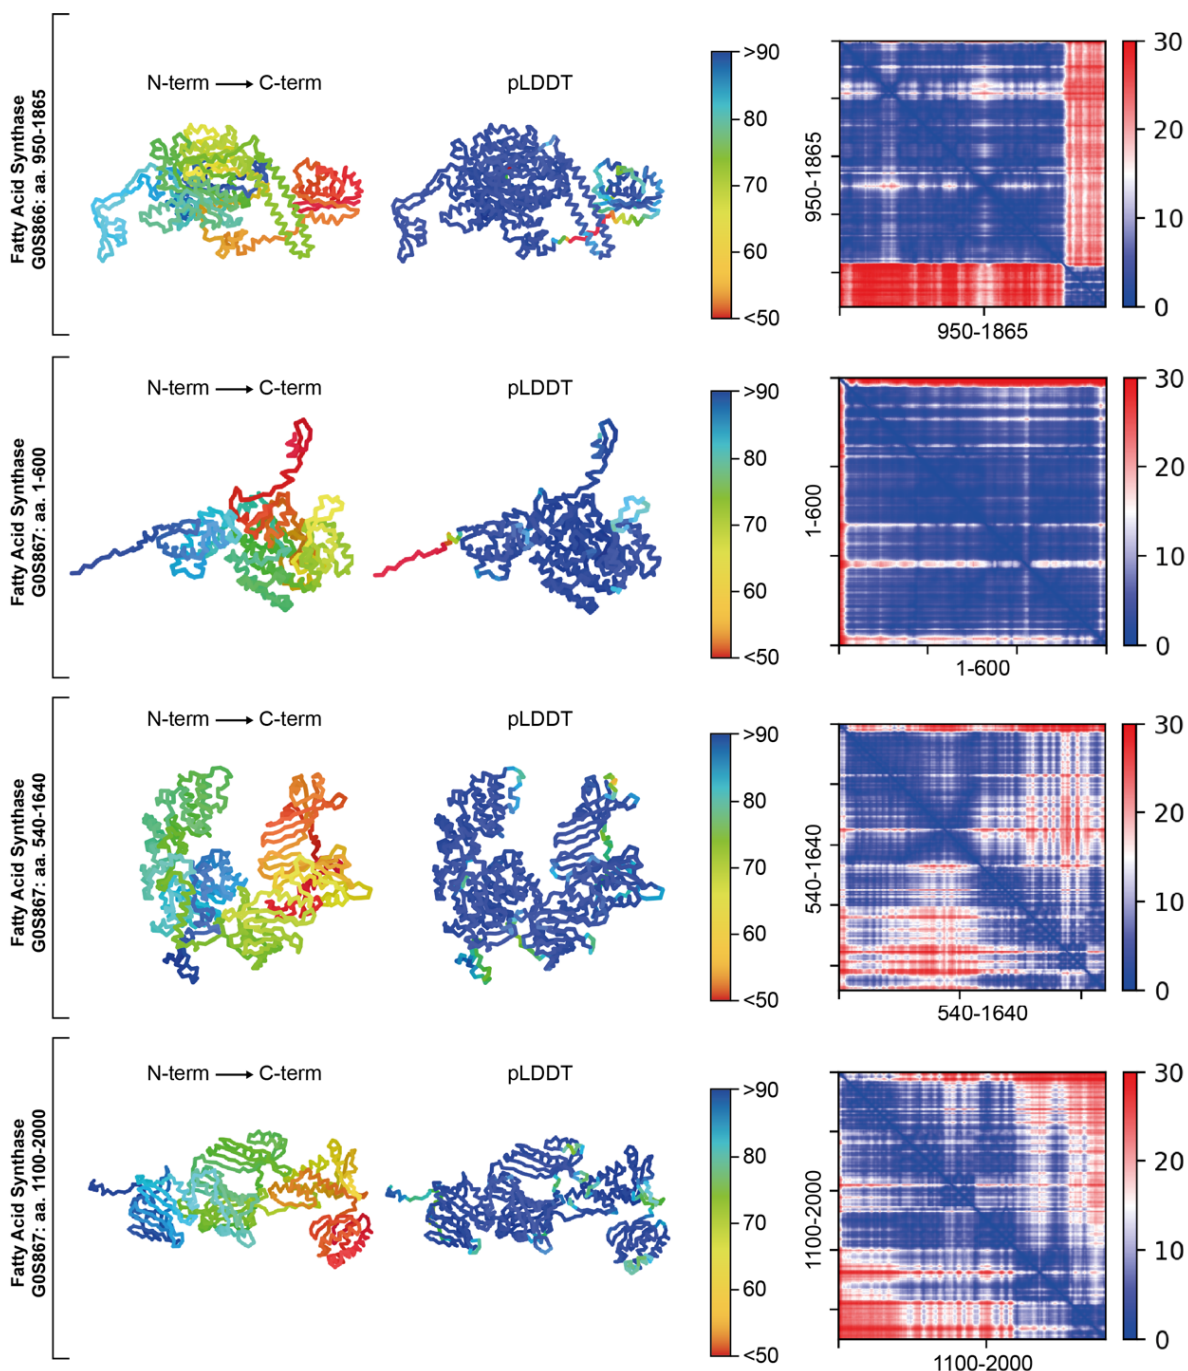 Fatty Acid Synthase
G0S866: aa. 950-1865
N-term → C-term
pLDDT
>90
80
70
60
<50
950-1865
950-1865
30
20
10
0
Fatty Acid Synthase
G0S867: aa. 1-600
N-term → C-term
pLDDT
>90
80
70
60
<50
1-600
1-600
30
20
10
0
Fatty Acid Synthase
G0S867: aa. 540-1640
N-term → C-term
pLDDT
>90
80
70
60
<50
540-1640
540-1640
30
20
10
0
Fatty Acid Synthase
G0S867: aa. 1100-2000
N-term → C-term
pLDDT
>90
80
70
60
<50
1100-2000
1100-2000
30
20
10
0